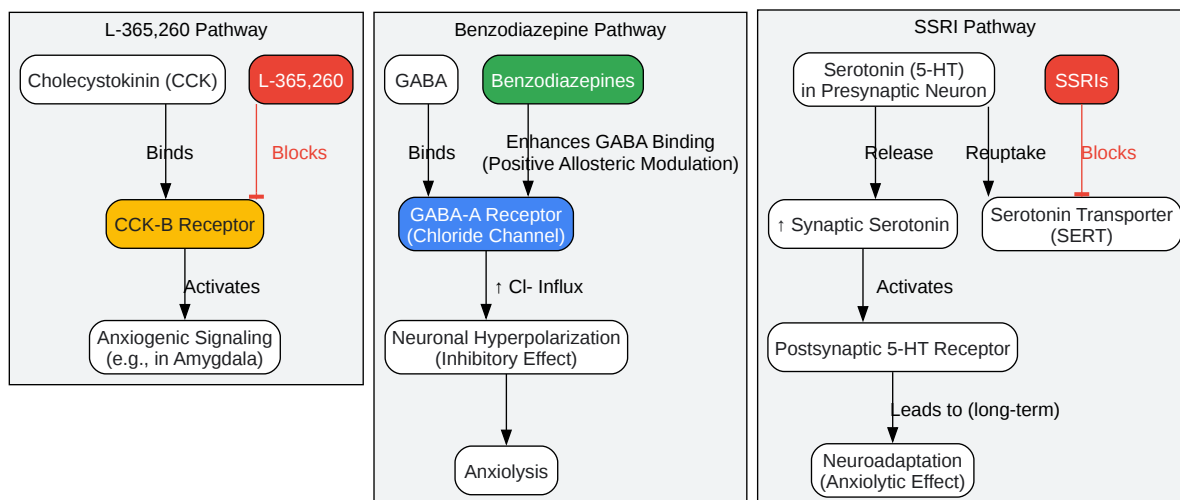 L-365,260 Pathway
Cholecystokinin (CCK)
L-365,260
Binds
Blocks
CCK-B Receptor
Activates
Anxiogenic Signaling
(e.g., in Amygdala)
Benzodiazepine Pathway
GABA
Benzodiazepines
Binds
Enhances GABA Binding
(Positive Allosteric Modulation)
GABA-A Receptor
(Chloride Channel)
↑ Cl- Influx
Neuronal Hyperpolarization
(Inhibitory Effect)
Anxiolysis
SSRI Pathway
Serotonin (5-HT)
in Presynaptic Neuron
SSRIs
Release
Reuptake
Blocks
↑ Synaptic Serotonin
Serotonin Transporter
(SERT)
Activates
Postsynaptic 5-HT Receptor
Leads to (long-term)
Neuroadaptation
(Anxiolytic Effect)